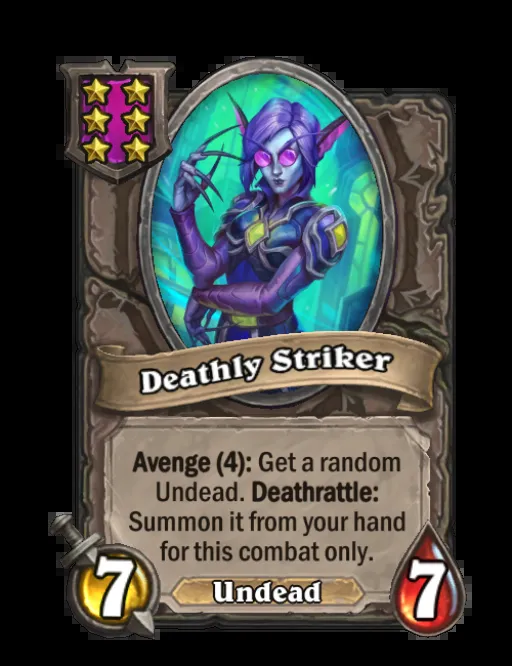 Deathly Striker
Avenge (4): Get a random
Undead. Deathrattle:
Summon it from your hand
for this combat only.
7
Undead
7